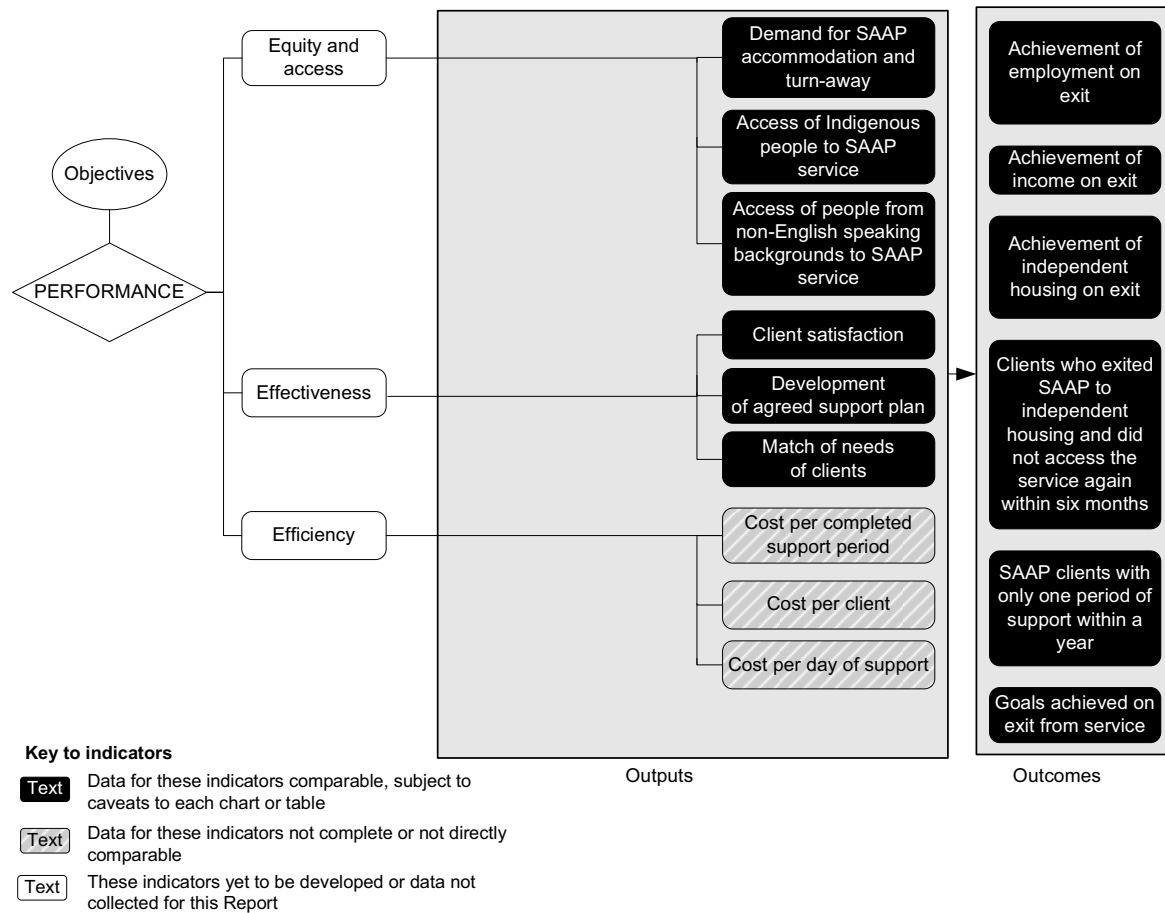 Objectives
PERFORMANCE
Equity and
access
Effectiveness
Efficiency
Demand for SAAP
accommodation and
turn-away
Access of Indigenous
people to SAAP
service
Access of people from
non-English speaking
backgrounds to SAAP
service
Client satisfaction
Development
of agreed support plan
Match of needs
of clients
Cost per completed
support period
Cost per client
Cost per day of support
Outputs
Achievement of
employment on
exit
Achievement of
income on exit
Achievement of
independent
housing on exit
Clients who exited
SAAP to
independent
housing and did
not access the
service again
within six months
SAAP clients with
only one period of
support within a
year
Goals achieved on
exit from service
Outcomes
Key to indicators
Text
Data for these indicators comparable, subject to
caveats to each chart or table
Text
Data for these indicators not complete or not directly
comparable
Text
These indicators yet to be developed or data not
collected for this Report